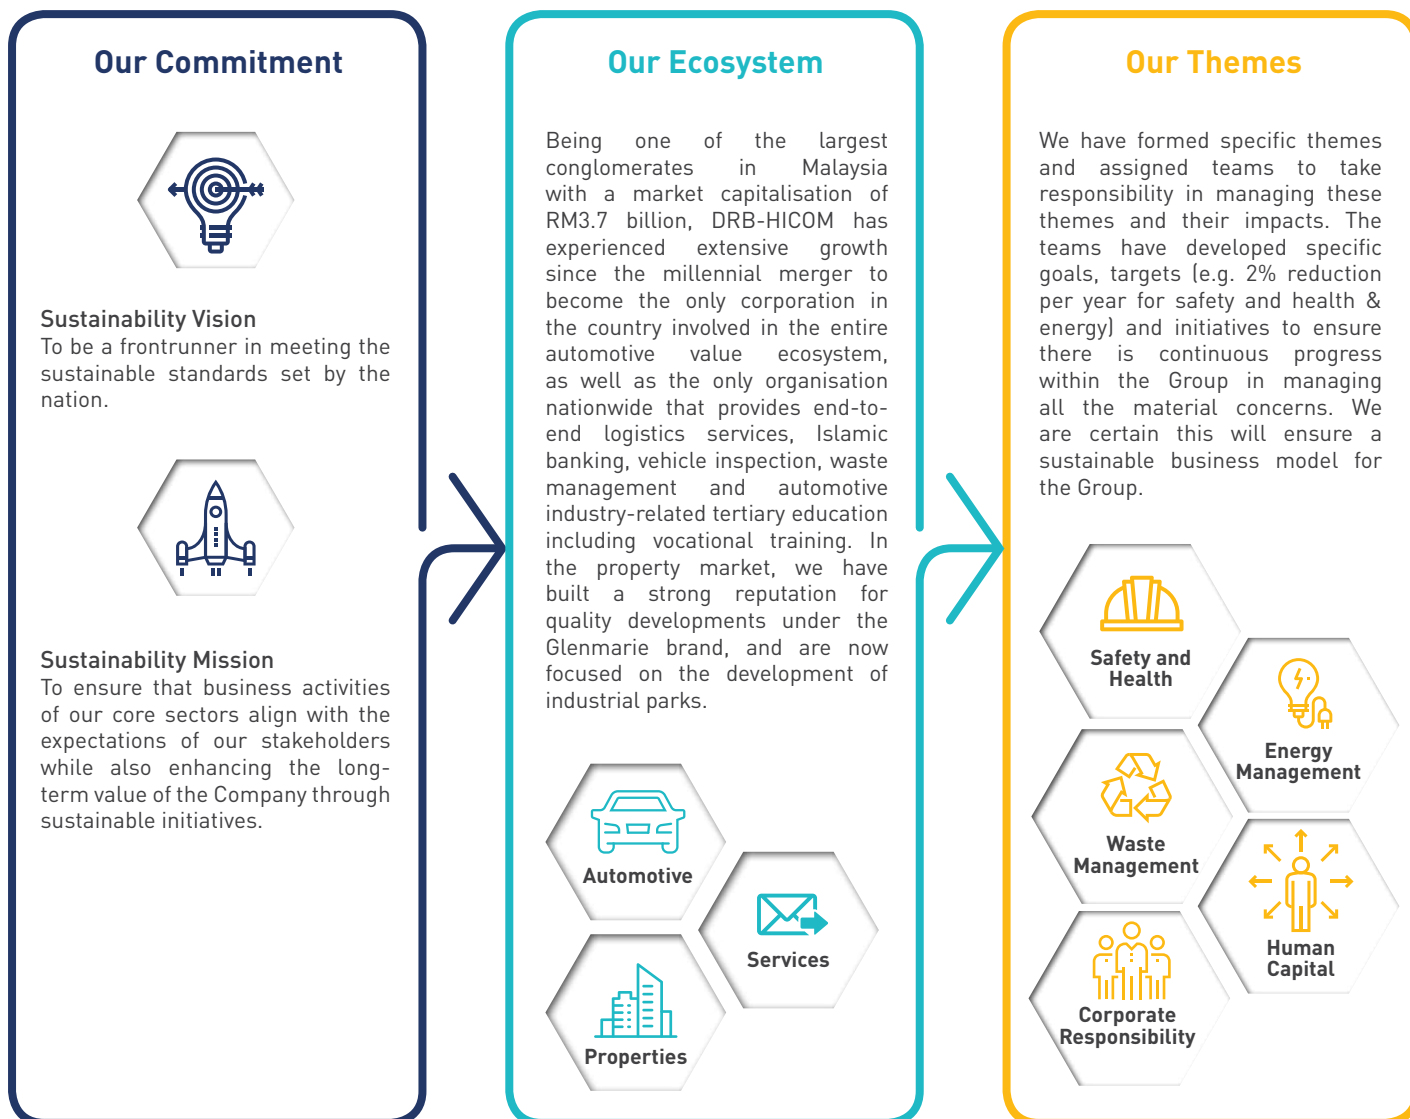 Our Commitment
Sustainability Vision
To be a frontrunner in meeting the
sustainable standards set by the
nation.
Sustainability Mission
To ensure that business activities
of our core sectors align with the
expectations of our stakeholders
while also enhancing the long-
term value of the Company through
sustainable initiatives.
Our Ecosystem
Being one of the largest
conglomerates in Malaysia
with a market capitalisation of
RM3.7 billion, DRB-HICOM has
experienced extensive growth
since the millennial merger to
become the only corporation in
the country involved in the entire
automotive value ecosystem,
as well as the only organisation
nationwide that provides end-to-
end logistics services, Islamic
banking, vehicle inspection, waste
management and automotive
industry-related tertiary education
including vocational training. In
the property market, we have
built a strong reputation for
quality developments under the
Glenmarie brand, and are now
focused on the development of
industrial parks.
Automotive
Services
Properties
Our Themes
We have formed specific themes
and assigned teams to take
responsibility in managing these
themes and their impacts. The
teams have developed specific
goals, targets (e.g. 2% reduction
per year for safety and health &
energy) and initiatives to ensure
there is continuous progress
within the Group in managing
all the material concerns. We
are certain this will ensure a
sustainable business model for
the Group.
Safety and
Health
Energy
Management
Waste
Management
Human
Capital
Corporate
Responsibility